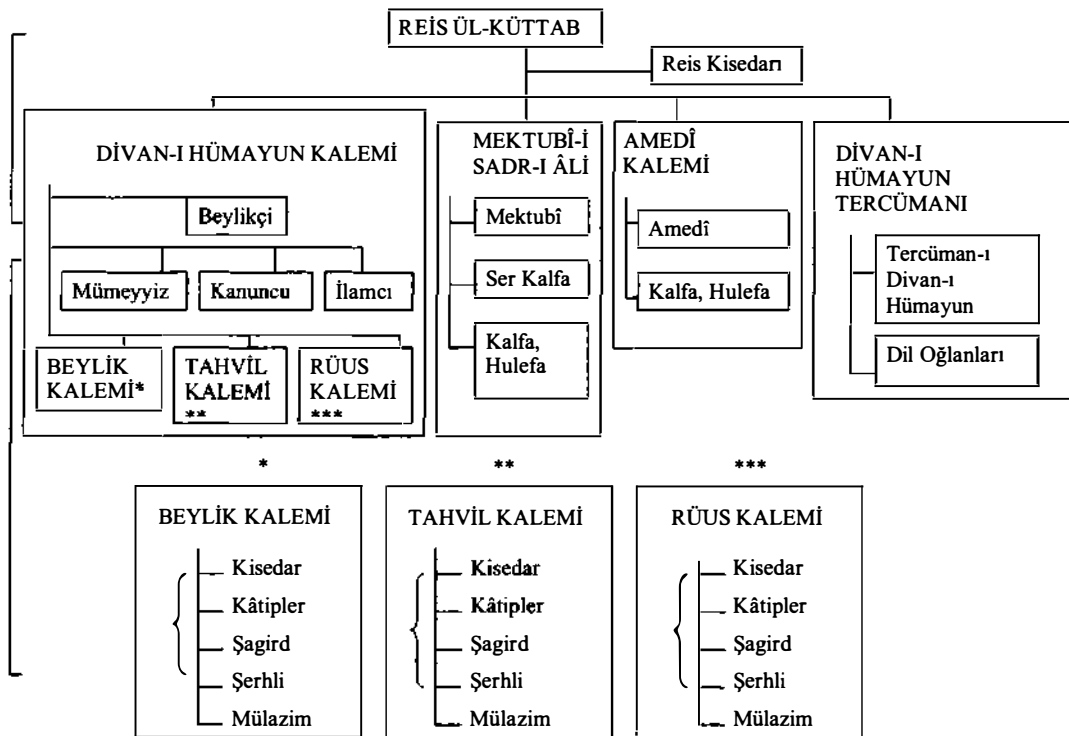 REİS ÜL-KÜTTAB
Reis Kisedarı
DİVAN-I HÜMAYUN KALEMİ
Beylikçi
Mümeyyiz
Kanuncu
İlamcı
BEYLİK
KALEMİ*
TAHVİL
KALEMİ
**
RÜUS
KALEMİ
***
MEKTUBÎ-İ
SADR-I ÂLİ
Mektubî
Ser Kalfa
Kalfa,
Hulefa
AMEDÎ
KALEMİ
Amedî
Kalfa, Hulefa
DİVAN-I
HÜMAYUN
TERCÜMANI
Tercüman-ı
Divan-ı
Hümayun
Dil Oğlanları
*
BEYLİK KALEMİ
Kisedar
Kâtipler
Şagird
Şerhli
Mülazim
**
TAHVİL KALEMİ
Kisedar
Kâtipler
Şagird
Şerhli
Mülazim
***
RÜUS KALEMİ
Kisedar
Kâtipler
Şagird
Şerhli
Mülazim